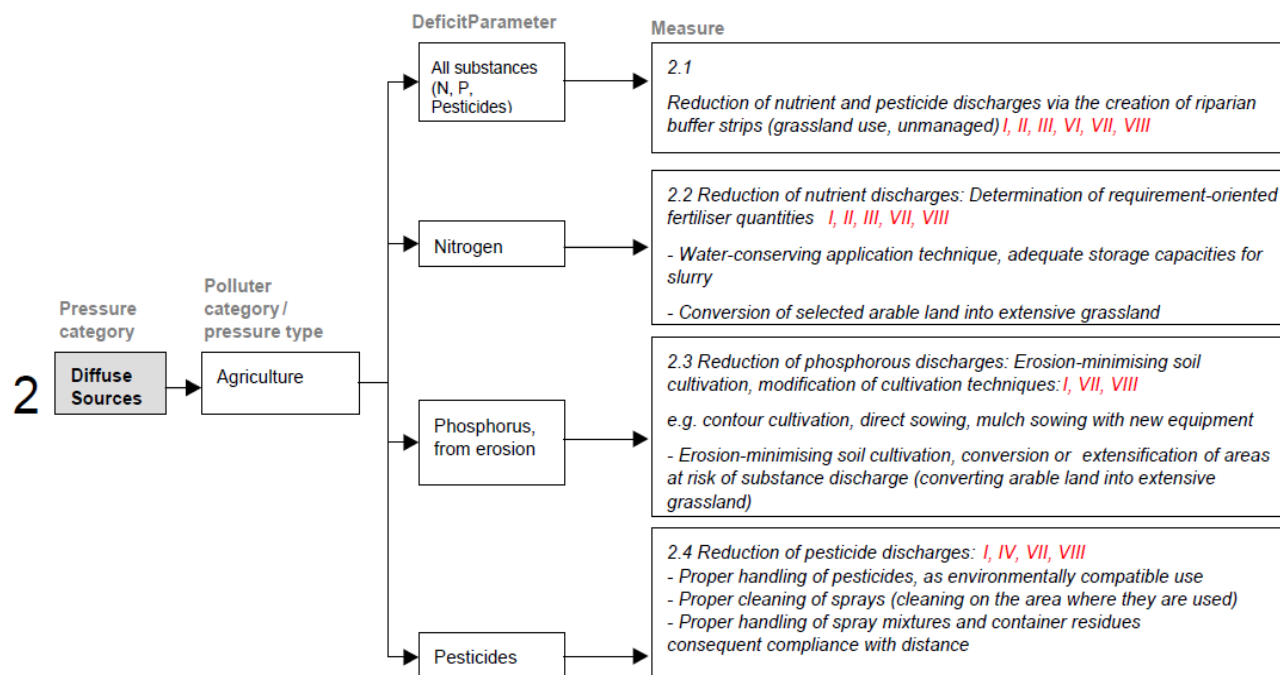 DeficitParameter
Measure
All substances
(N, P,
Pesticides)
2.1
Reduction of nutrient and pesticide discharges via the creation of riparian
buffer strips (grassland use, unmanaged) I, II, III, VI, VII, VIII
Nitrogen
2.2 Reduction of nutrient discharges: Determination of requirement-oriented
fertiliser quantities I, II, III, VII, VIII
- Water-conserving application technique, adequate storage capacities for
slurry
- Conversion of selected arable land into extensive grassland
Pressure
category
Polluter
category /
pressure type
2
Diffuse
Sources
Agriculture
Phosphorus,
from erosion
2.3 Reduction of phosphorous discharges: Erosion-minimising soil
cultivation, modification of cultivation techniques: I, VII, VIII
e.g. contour cultivation, direct sowing, mulch sowing with new equipment
- Erosion-minimising soil cultivation, conversion or extensification of areas
at risk of substance discharge (converting arable land into extensive
grassland)
Pesticides
2.4 Reduction of pesticide discharges: I, IV, VII, VIII
- Proper handling of pesticides, as environmentally compatible use
- Proper cleaning of sprays (cleaning on the area where they are used)
- Proper handling of spray mixtures and container residues
consequent compliance with distance